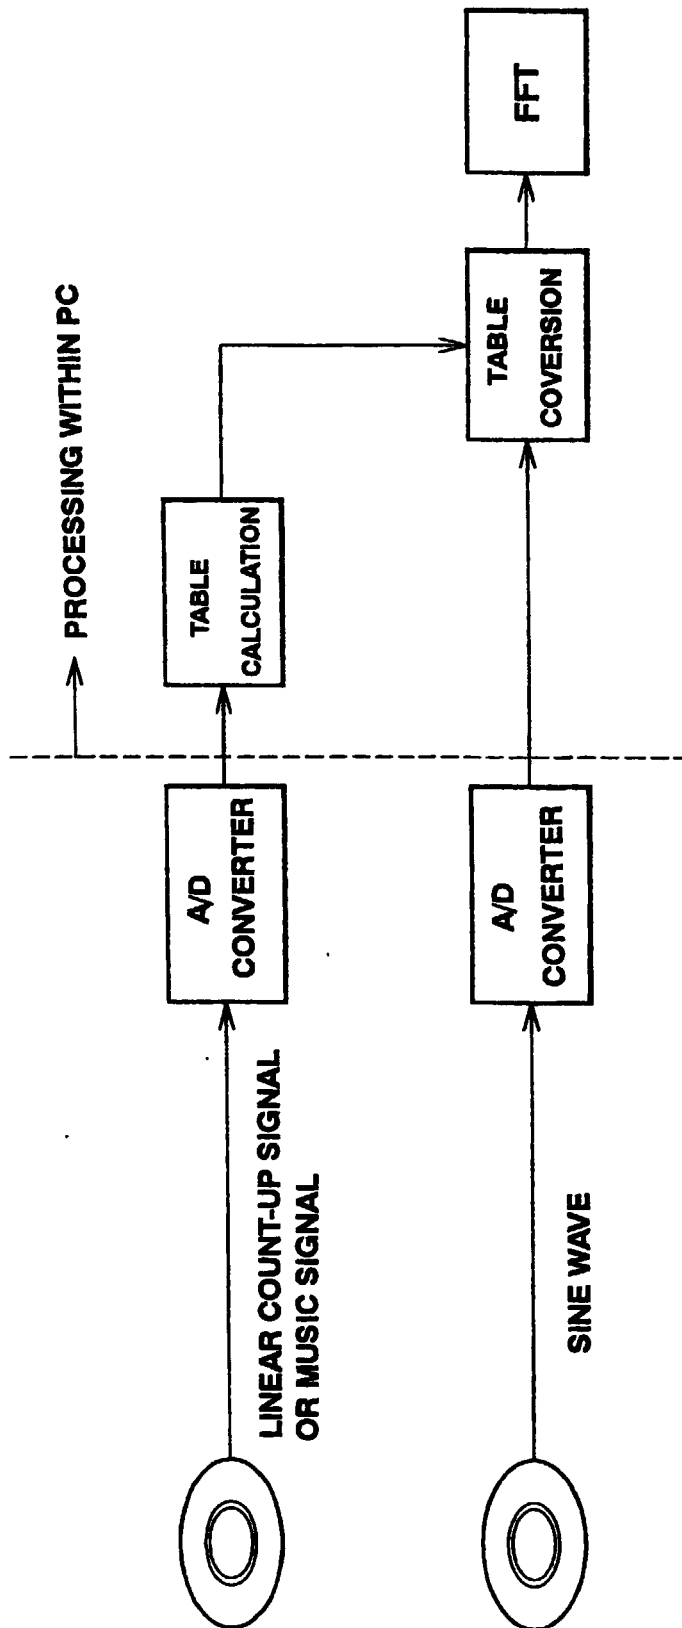 PROCESSING WITHIN PC
LINEAR COUNT-UP SIGNAL
OR MUSIC SIGNAL
A/D
CONVERTER
TABLE
CALCULATION
SINE WAVE
A/D
CONVERTER
TABLE
COVERSION
FFT